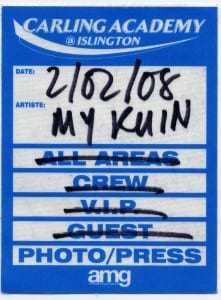 CARLING ACADEMY
@ ISLINGTON
DATE: 2/02/08
ARTISTE: MY RUIN
ALL AREAS
CREW
V.I.P.
GUEST
PHOTO/PRESS
amg